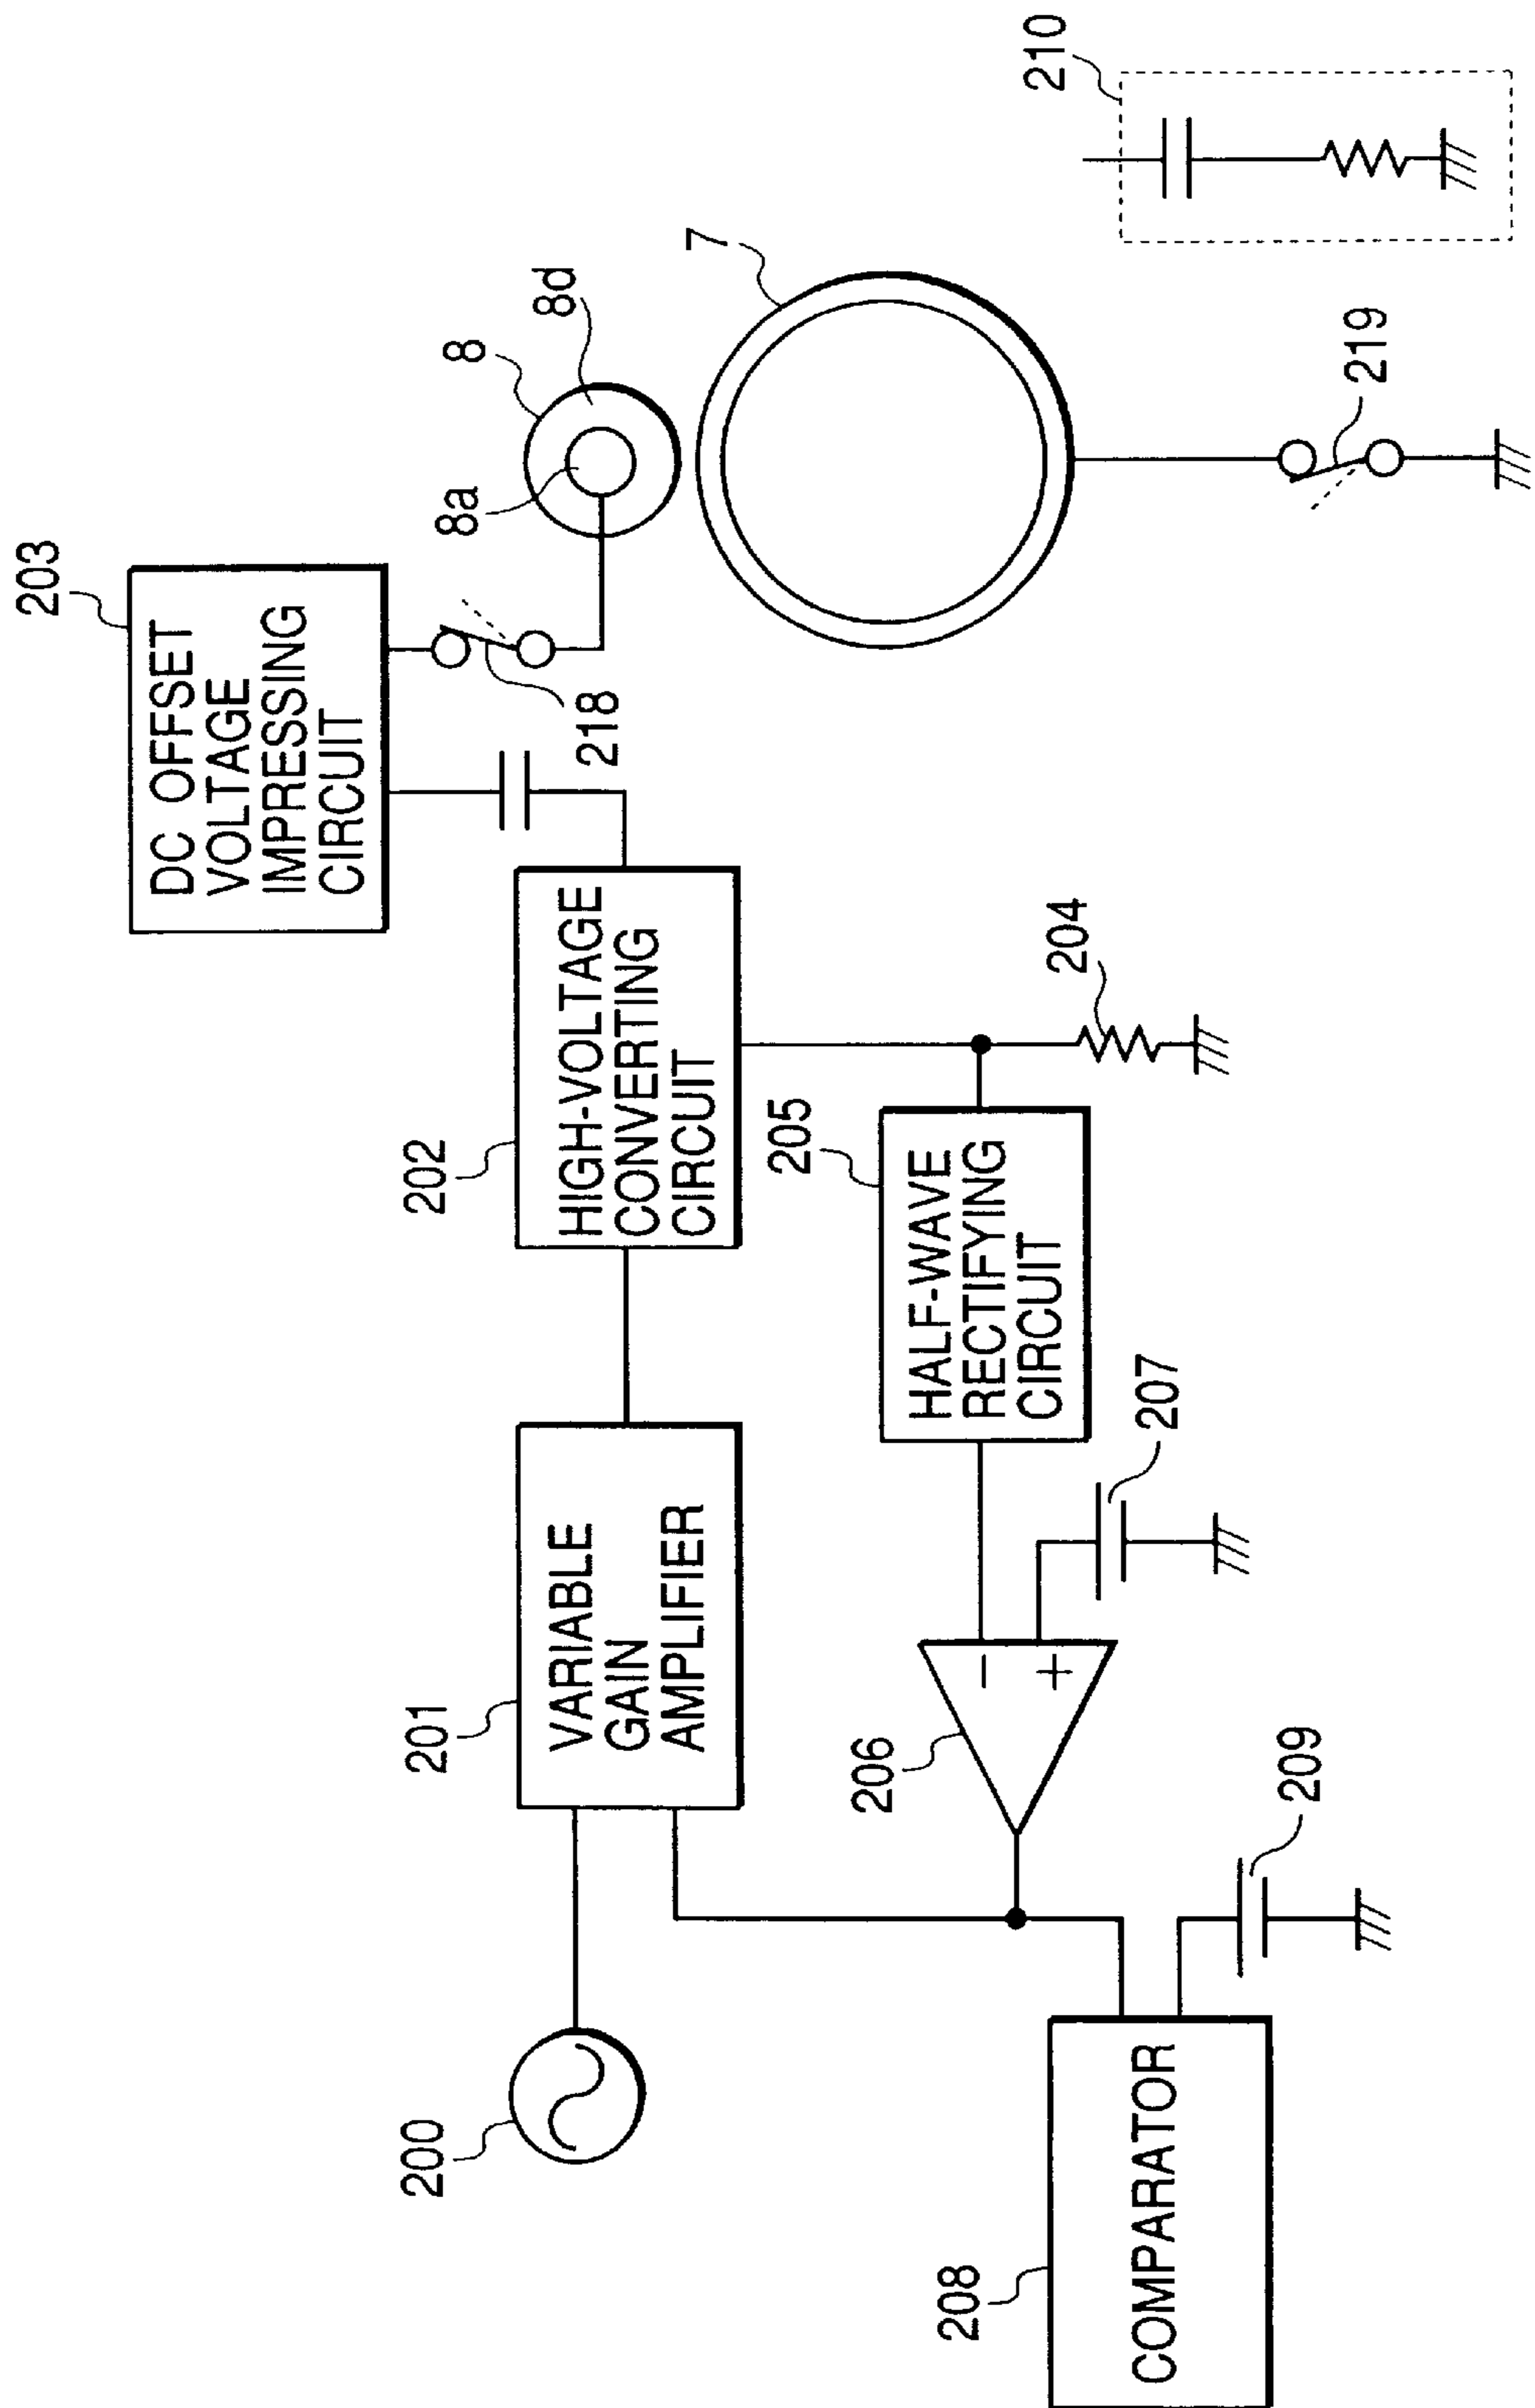 203
DC OFFSET
VOLTAGE
IMPRESSING
CIRCUIT
218
8a
8
8d
7
210
219
202
HIGH-VOLTAGE
CONVERTING
CIRCUIT
204
201
VARIABLE
GAIN
AMPLIFIER
205
HALF-WAVE
RECTIFYING
CIRCUIT
200
206
−
+
207
209
208
COMPARATOR